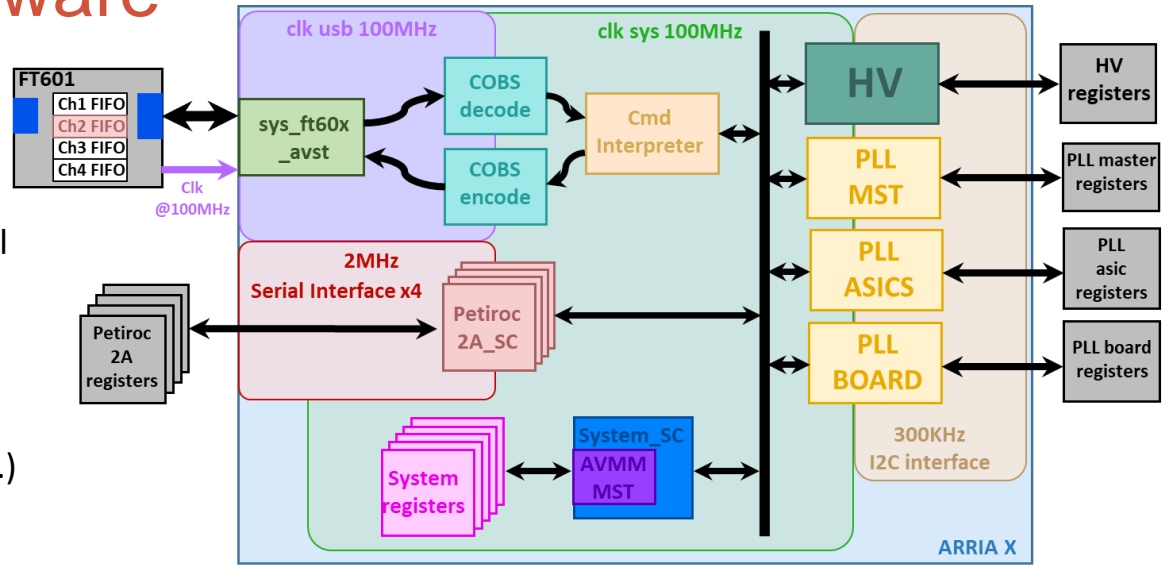 ware
clk usb 100MHz
clk sys 100MHz
FT601
Ch1 FIFO
Ch2 FIFO
Ch3 FIFO
Ch4 FIFO
Clk
@100MHz
sys_ft60x
_avst
COBS
decode
COBS
encode
Cmd
Interpreter
HV
HV
registers
PLL
MST
PLL master
registers
PLL
ASICS
PLL
asic
registers
PLL
BOARD
PLL board
registers
l
2MHz
Serial Interface x4
Petiroc
2A_SC
Petiroc
2A
registers
.)
System
registers
System_SC
AVMM
MST
300KHz
I2C interface
ARRIA X